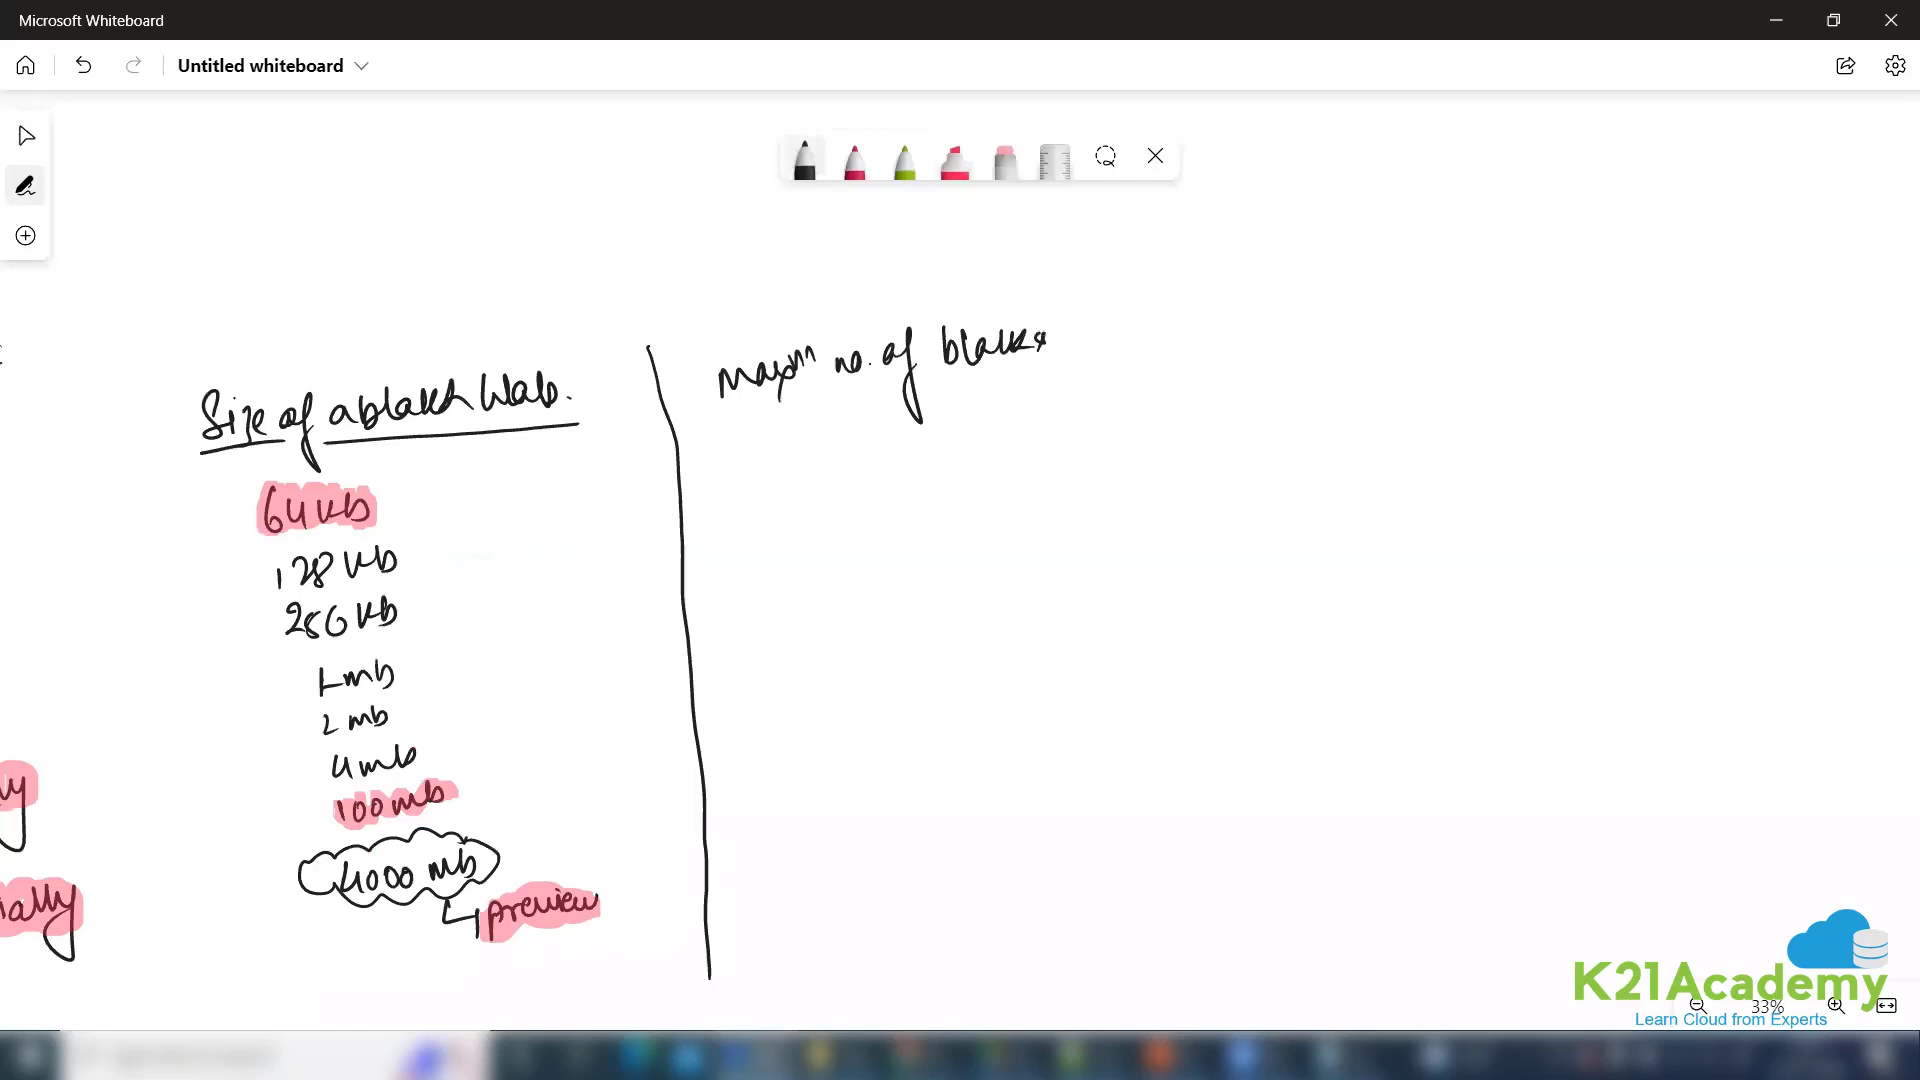 Microsoft Whiteboard
Untitled whiteboard
maxm no. of blocks
Size of a block blob.
64 kb
128 kb
256 kb
1 mb
2 mb
4 mb
100 mb
4000 mb
preview
ially
K21Academy
33%
Learn Cloud from Experts